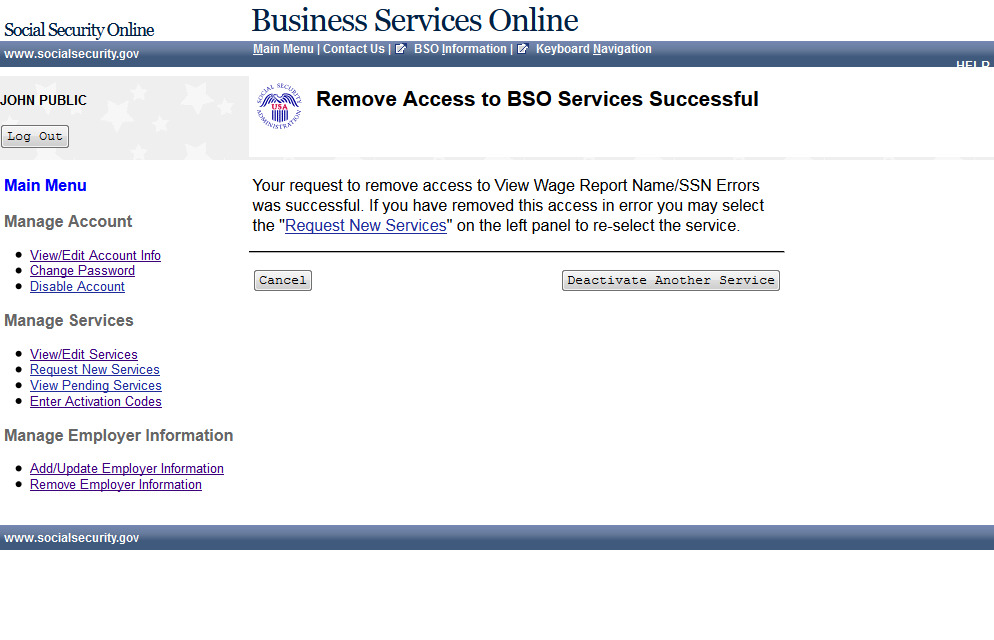 Social Security Online
Business Services Online
www.socialsecurity.gov
Main Menu | Contact Us | BSO Information | Keyboard Navigation
HELP
JOHN PUBLIC
Log Out
SOCIAL SECURITY
USA
ADMINISTRATION
Remove Access to BSO Services Successful
Main Menu
Manage Account
View/Edit Account Info
Change Password
Disable Account
Manage Services
View/Edit Services
Request New Services
View Pending Services
Enter Activation Codes
Manage Employer Information
Add/Update Employer Information
Remove Employer Information
Your request to remove access to View Wage Report Name/SSN Errors
was successful. If you have removed this access in error you may select
the "Request New Services" on the left panel to re-select the service.
Cancel
Deactivate Another Service
www.socialsecurity.gov